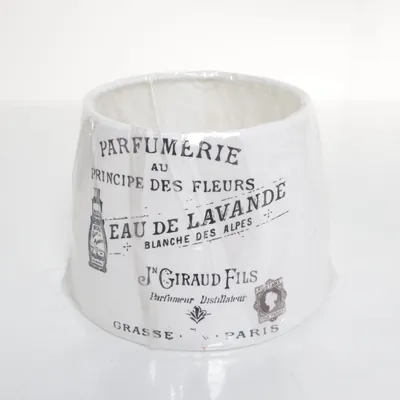 PARFUMERIE
AU
PRINCIPE DES FLEURS
EAU DE LAVANDE
BLANCHE DES ALPES
JN GIRAUD FILS
Parfumeur Distillateur
GRASSE · PARIS